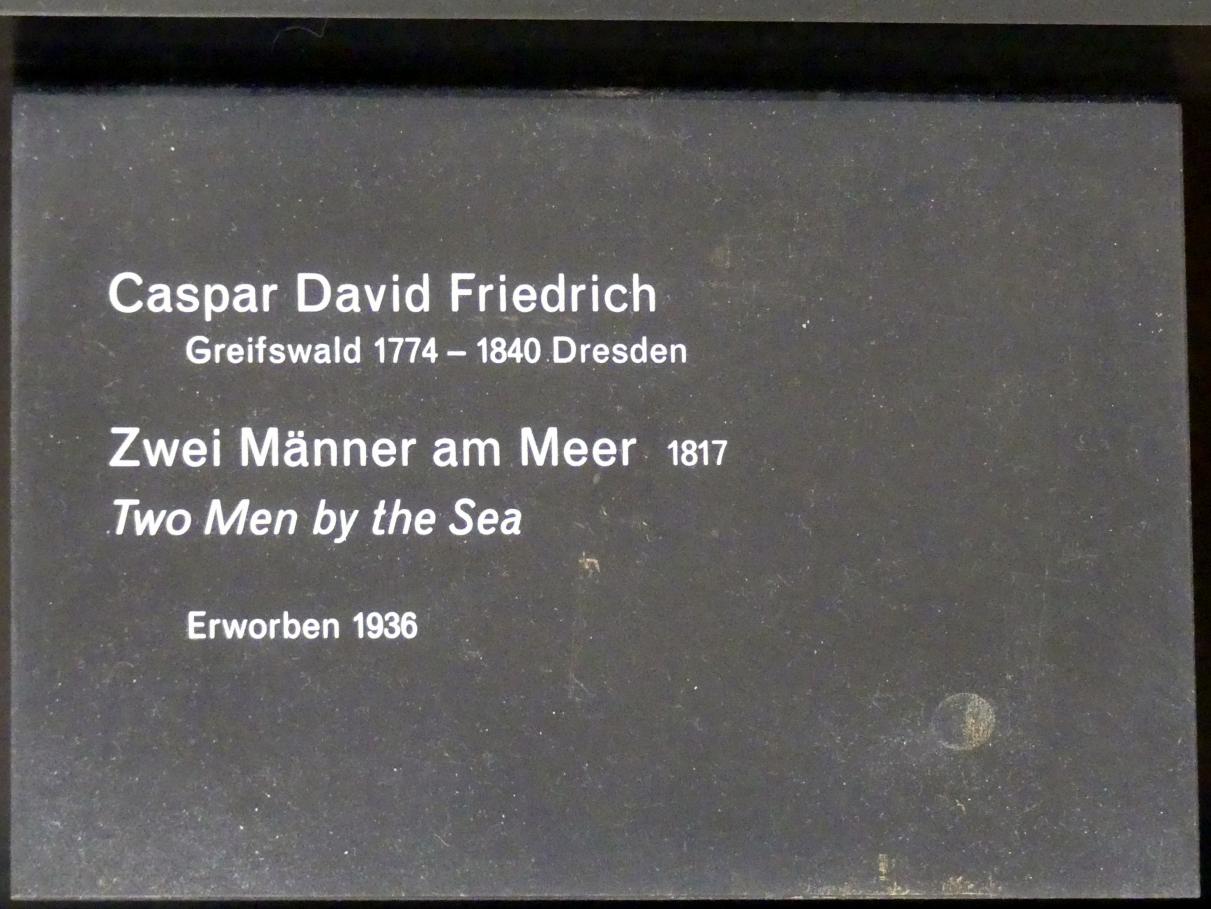 Caspar David Friedrich
Greifswald 1774 – 1840 Dresden
Zwei Männer am Meer 1817
Two Men by the Sea
Erworben 1936